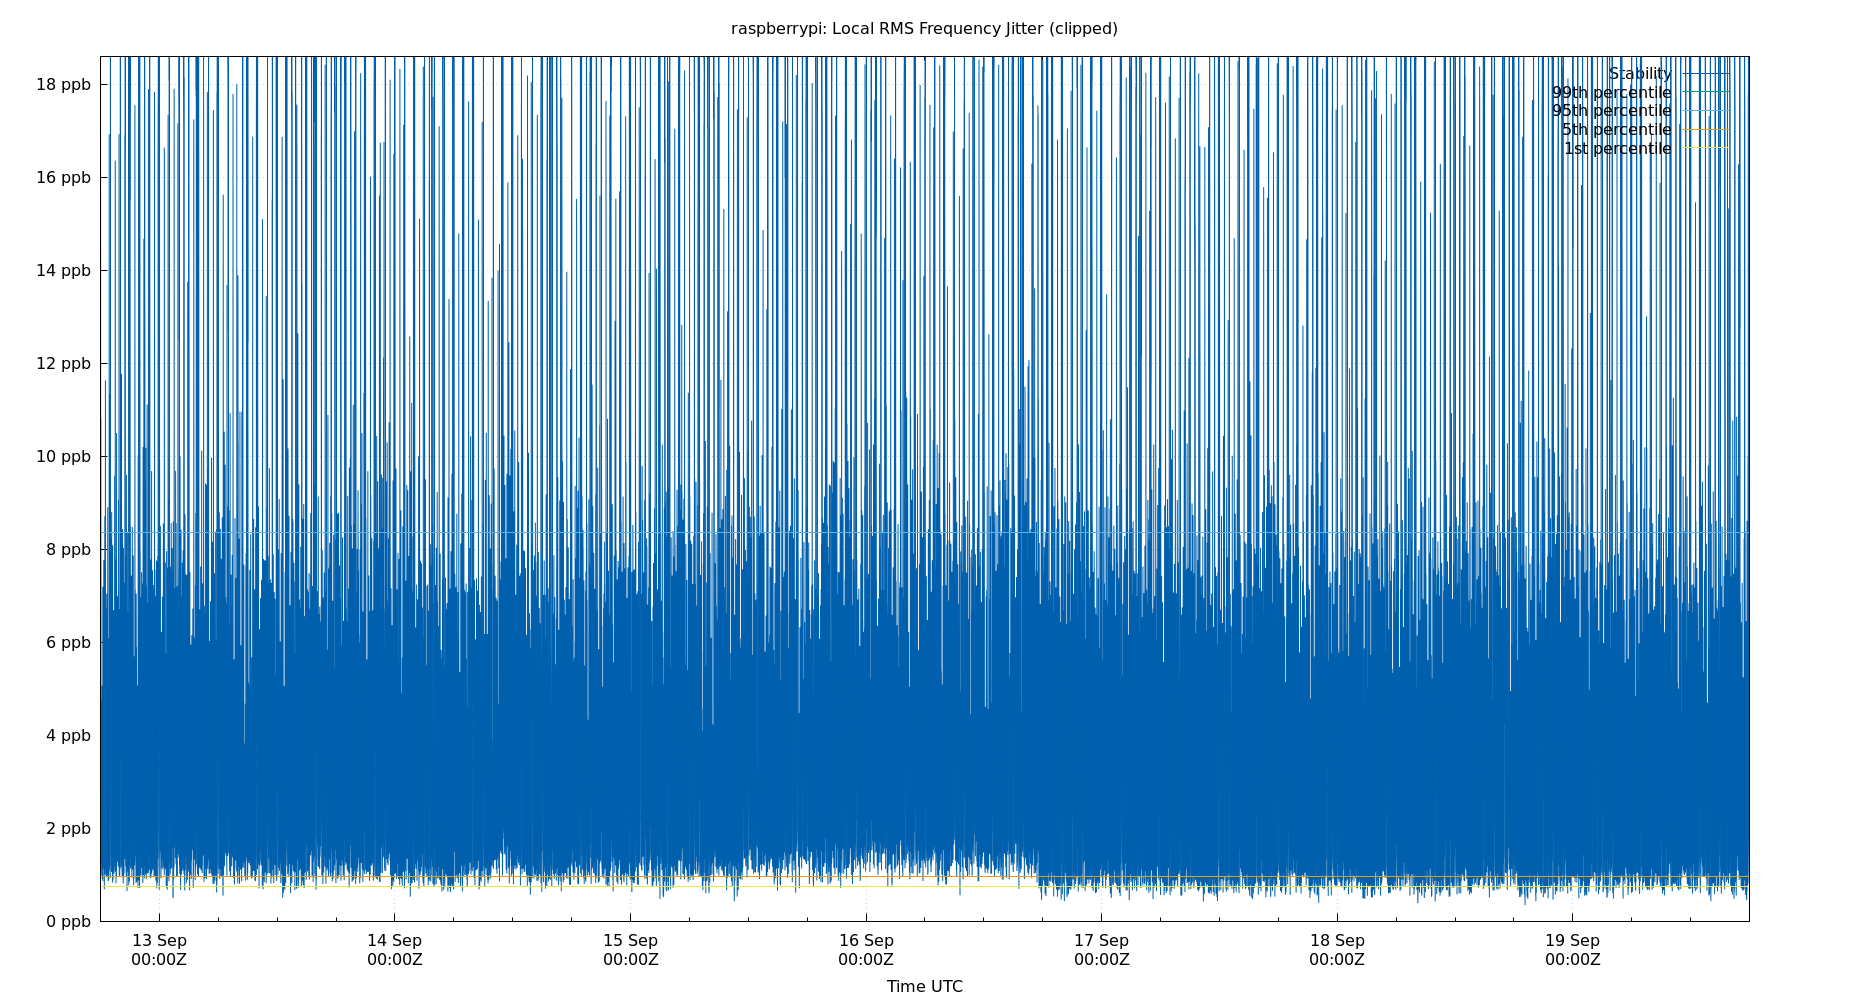 raspberrypi: Local RMS Frequency Jitter (clipped)
Stability
99th percentile
95th percentile
5th percentile
1st percentile
18 ppb
16 ppb
14 ppb
12 ppb
10 ppb
8 ppb
6 ppb
4 ppb
2 ppb
0 ppb
13 Sep 14 Sep 15 Sep 16 Sep 17 Sep 18 Sep 19 Sep
00:00Z 00:00Z 00:00Z 00:00Z 00:00Z 00:00Z 00:00Z
Time UTC